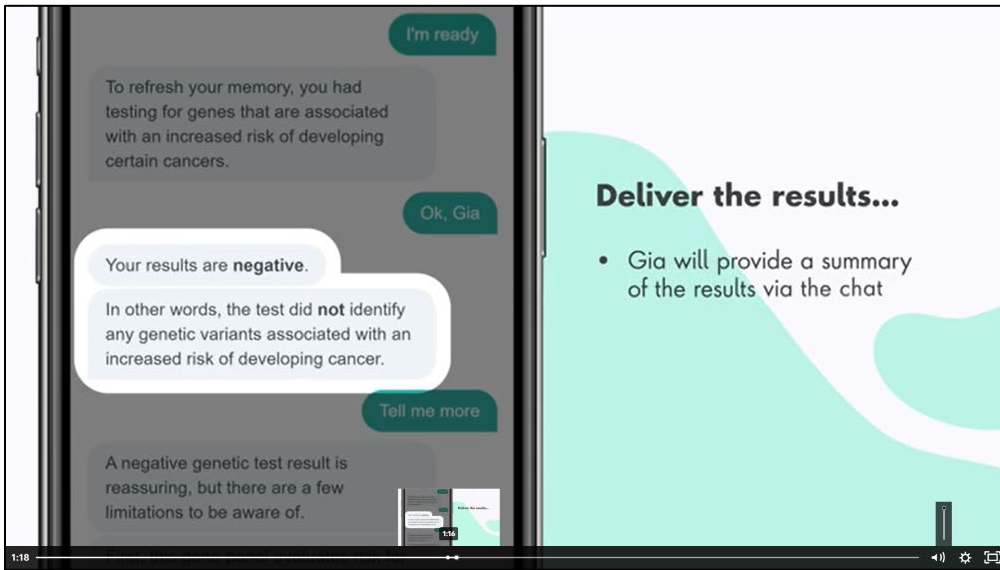 I'm ready
To refresh your memory, you had
testing for genes that are associated
with an increased risk of developing
certain cancers.
Ok, Gia
Your results are negative.
In other words, the test did not identify
any genetic variants associated with an
increased risk of developing cancer.
Tell me more
A negative genetic test result is
reassuring, but there are a few
limitations to be aware of.
Deliver the results...
• Gia will provide a summary
of the results via the chat
1:16
1:18